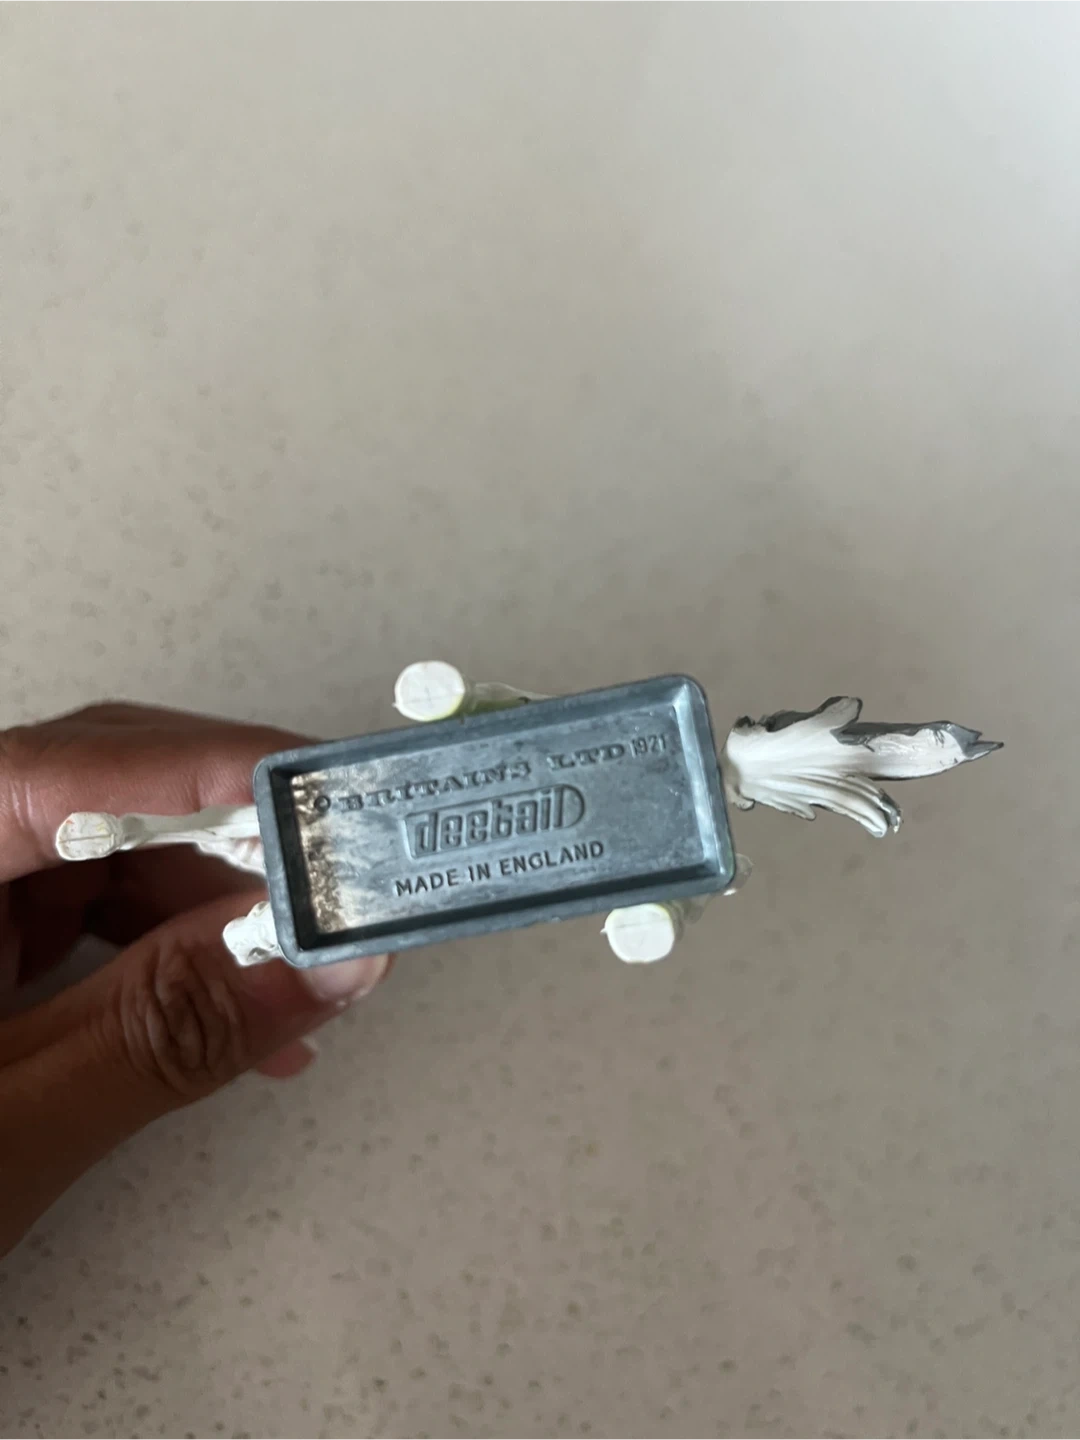 © BRITAINS LTD 1971
deetail
MADE IN ENGLAND